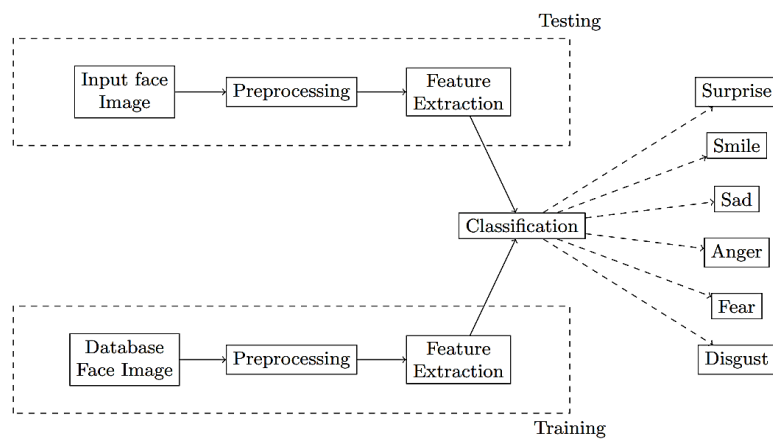 Testing
Input face
Image
Preprocessing
Feature
Extraction
Surprise
Smile
Sad
Classification
Anger
Fear
Database
Face Image
Preprocessing
Feature
Extraction
Disgust
Training